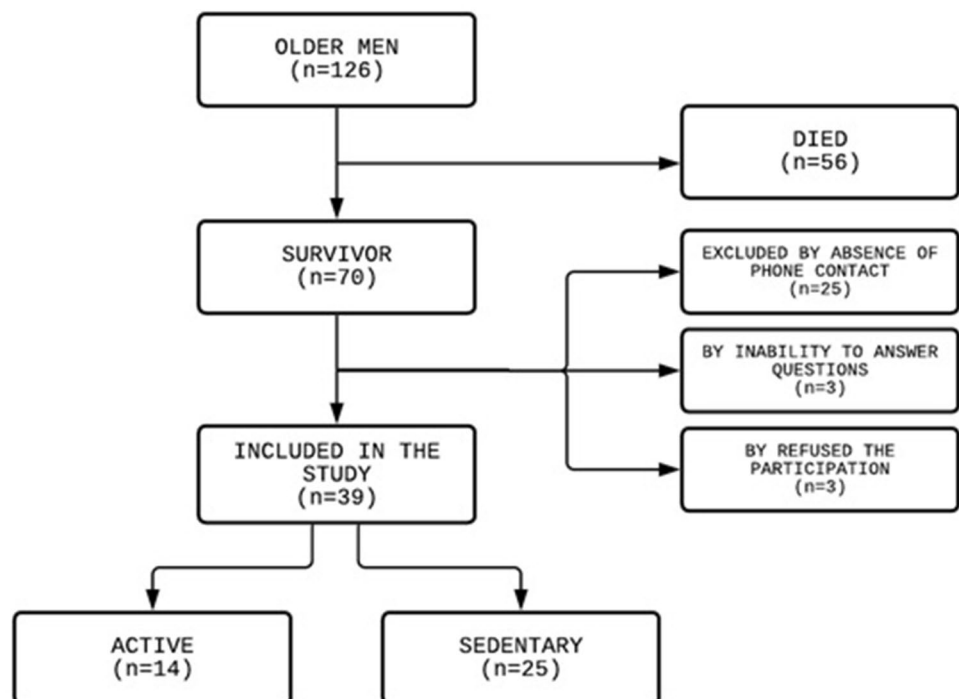 OLDER MEN
(n=126)
DIED
(n=56)
SURVIVOR
(n=70)
EXCLUDED BY ABSENCE OF
PHONE CONTACT
(n=25)
BY INABILITY TO ANSWER
QUESTIONS
(n=3)
BY REFUSED THE
PARTICIPATION
(n=3)
INCLUDED IN THE
STUDY
(n=39)
ACTIVE
(n=14)
SEDENTARY
(n=25)